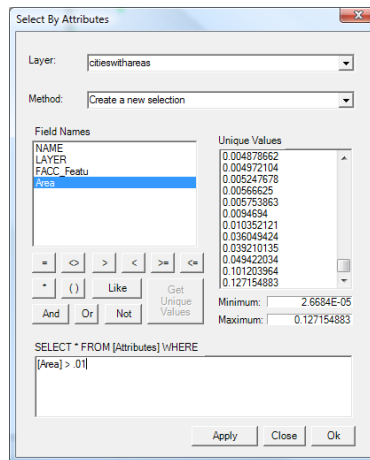 Select By Attributes
Layer: citieswithareas
Method: Create a new selection
Field Names
NAME
LAYER
FACC_Featu
Area
Unique Values
0.004878662
0.004972104
0.005247678
0.00566625
0.005753863
0.0094694
0.010352121
0.036049424
0.039210135
0.049422034
0.101203964
0.127154883
= <> > < >= <=
* ( ) Like Get Unique Values
And Or Not
Minimum: 2.6684E-05
Maximum: 0.127154883
SELECT * FROM [Attributes] WHERE
[Area] > .01
Apply Close Ok